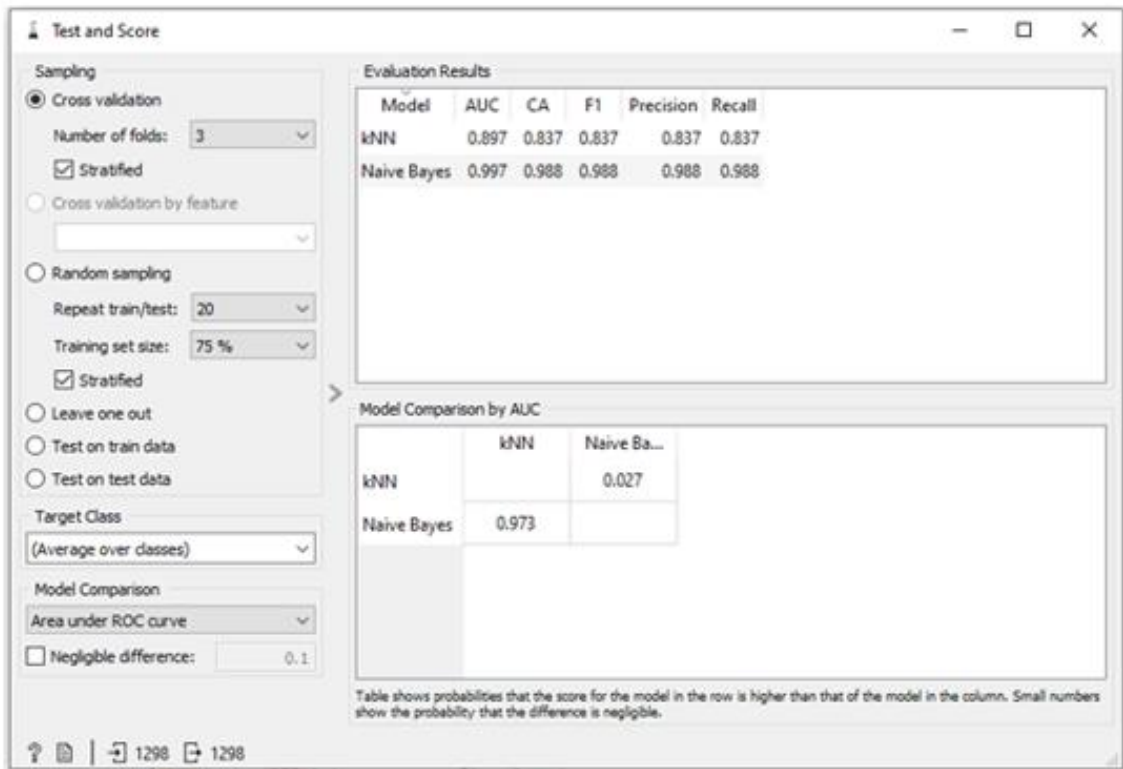 Test and Score
Sampling
Cross validation
Number of folds: 3
Stratified
Cross validation by feature
Random sampling
Repeat train/test: 20
Training set size: 75 %
Stratified
Leave one out
Test on train data
Test on test data
Target Class
(Average over classes)
Model Comparison
Area under ROC curve
Negligible difference: 0.1
Evaluation Results
Model AUC CA F1 Precision Recall
kNN 0.897 0.837 0.837 0.837 0.837
Naive Bayes 0.997 0.988 0.988 0.988 0.988
Model Comparison by AUC
kNN Naive Ba...
kNN 0.027
Naive Bayes 0.973
Table shows probabilities that the score for the model in the row is higher than that of the model in the column. Small numbers
show the probability that the difference is negligible.
? 1298 1298